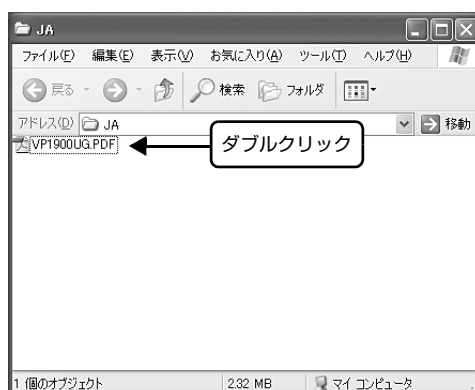 JA
ファイル(F) 編集(E) 表示(V) お気に入り(A) ツール(T) ヘルプ(H)
戻る 検索 フォルダ
アドレス(D) JA 移動
VP1900UG.PDF
ダブルクリック
1 個のオブジェクト 2.32 MB マイ コンピュータ